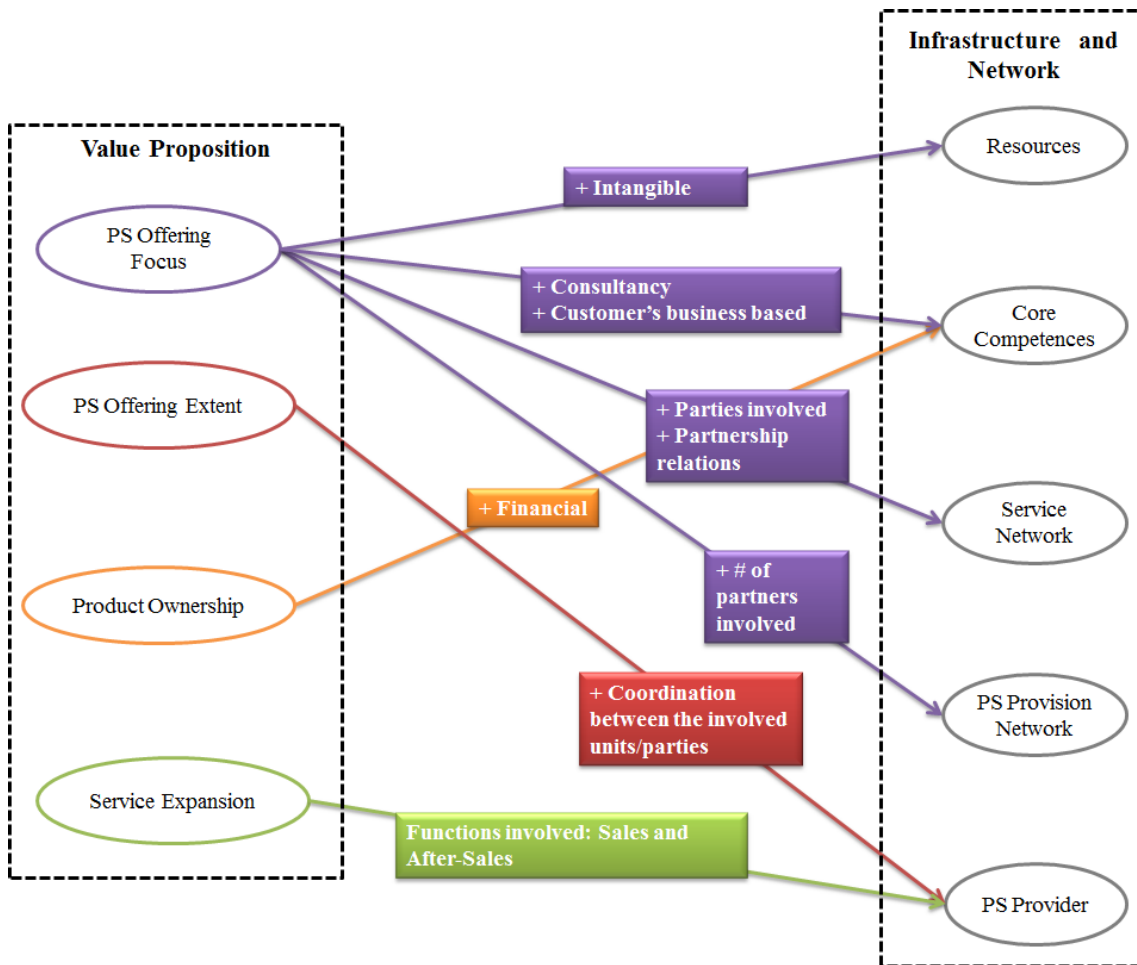 Value Proposition
PS Offering
Focus
PS Offering Extent
Product Ownership
Service Expansion
+ Intangible
+ Consultancy
+ Customer’s business based
+ Parties involved
+ Partnership
relations
+ Financial
+ # of
partners
involved
+ Coordination
between the involved
units/parties
Functions involved: Sales and
After-Sales
Infrastructure and
Network
Resources
Core
Competences
Service
Network
PS Provision
Network
PS Provider